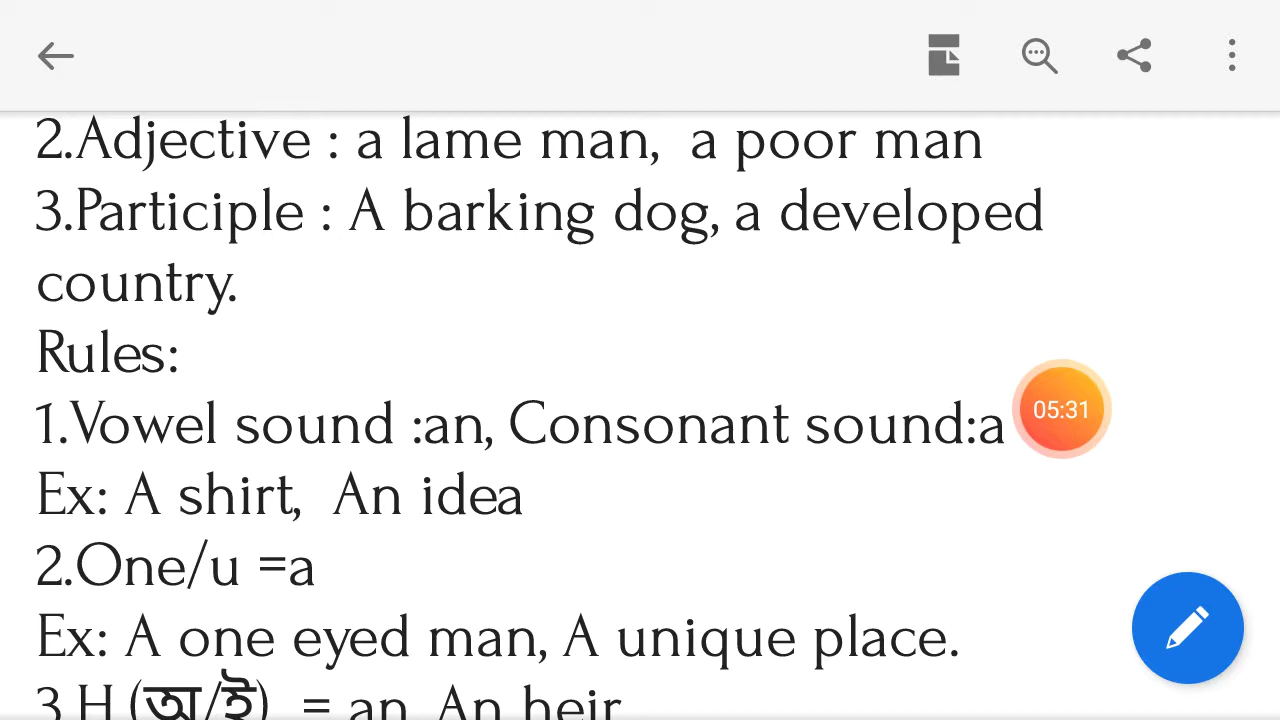 2.Adjective : a lame man, a poor man
3.Participle : A barking dog, a developed
country.
Rules:
1.Vowel sound :an, Consonant sound:a
05:31
Ex: A shirt, An idea
2.One/u =a
Ex: A one eyed man, A unique place.
3.H (অ/ই) = an An heir